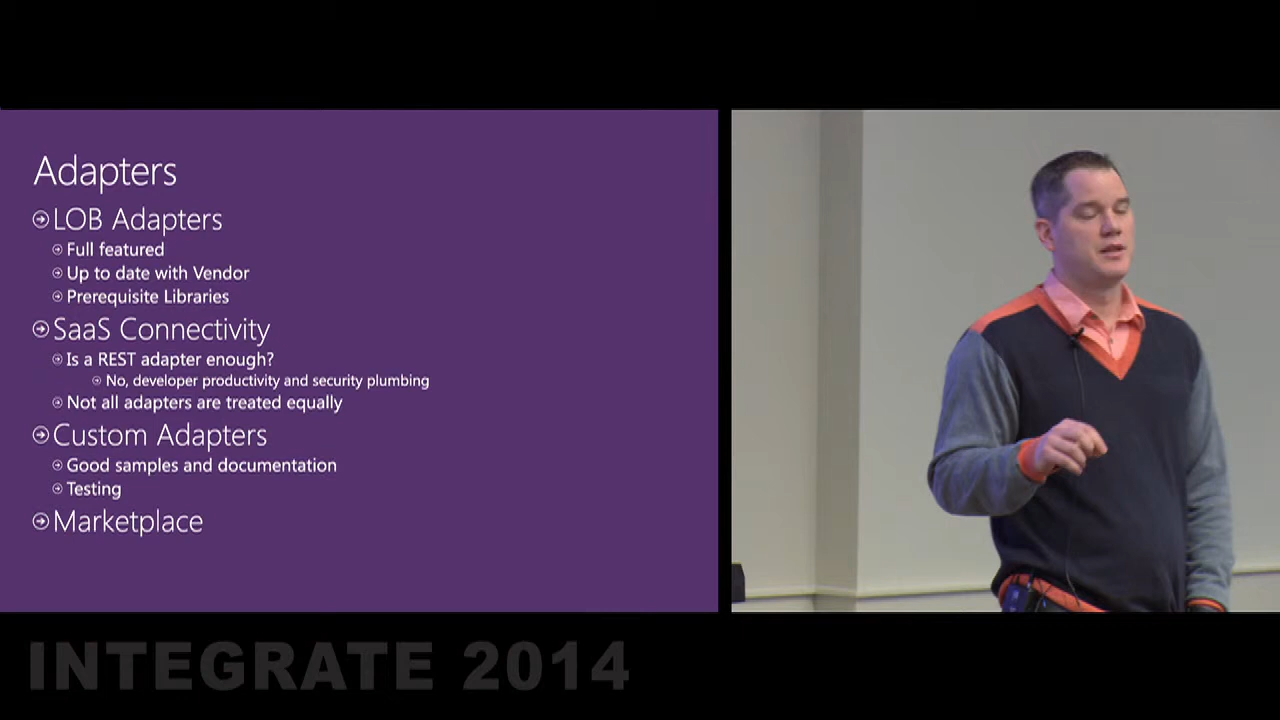 Adapters
LOB Adapters
Full featured
Up to date with Vendor
Prerequisite Libraries
SaaS Connectivity
Is a REST adapter enough?
No, developer productivity and security plumbing
Not all adapters are treated equally
Custom Adapters
Good samples and documentation
Testing
Marketplace
INTEGRATE 2014